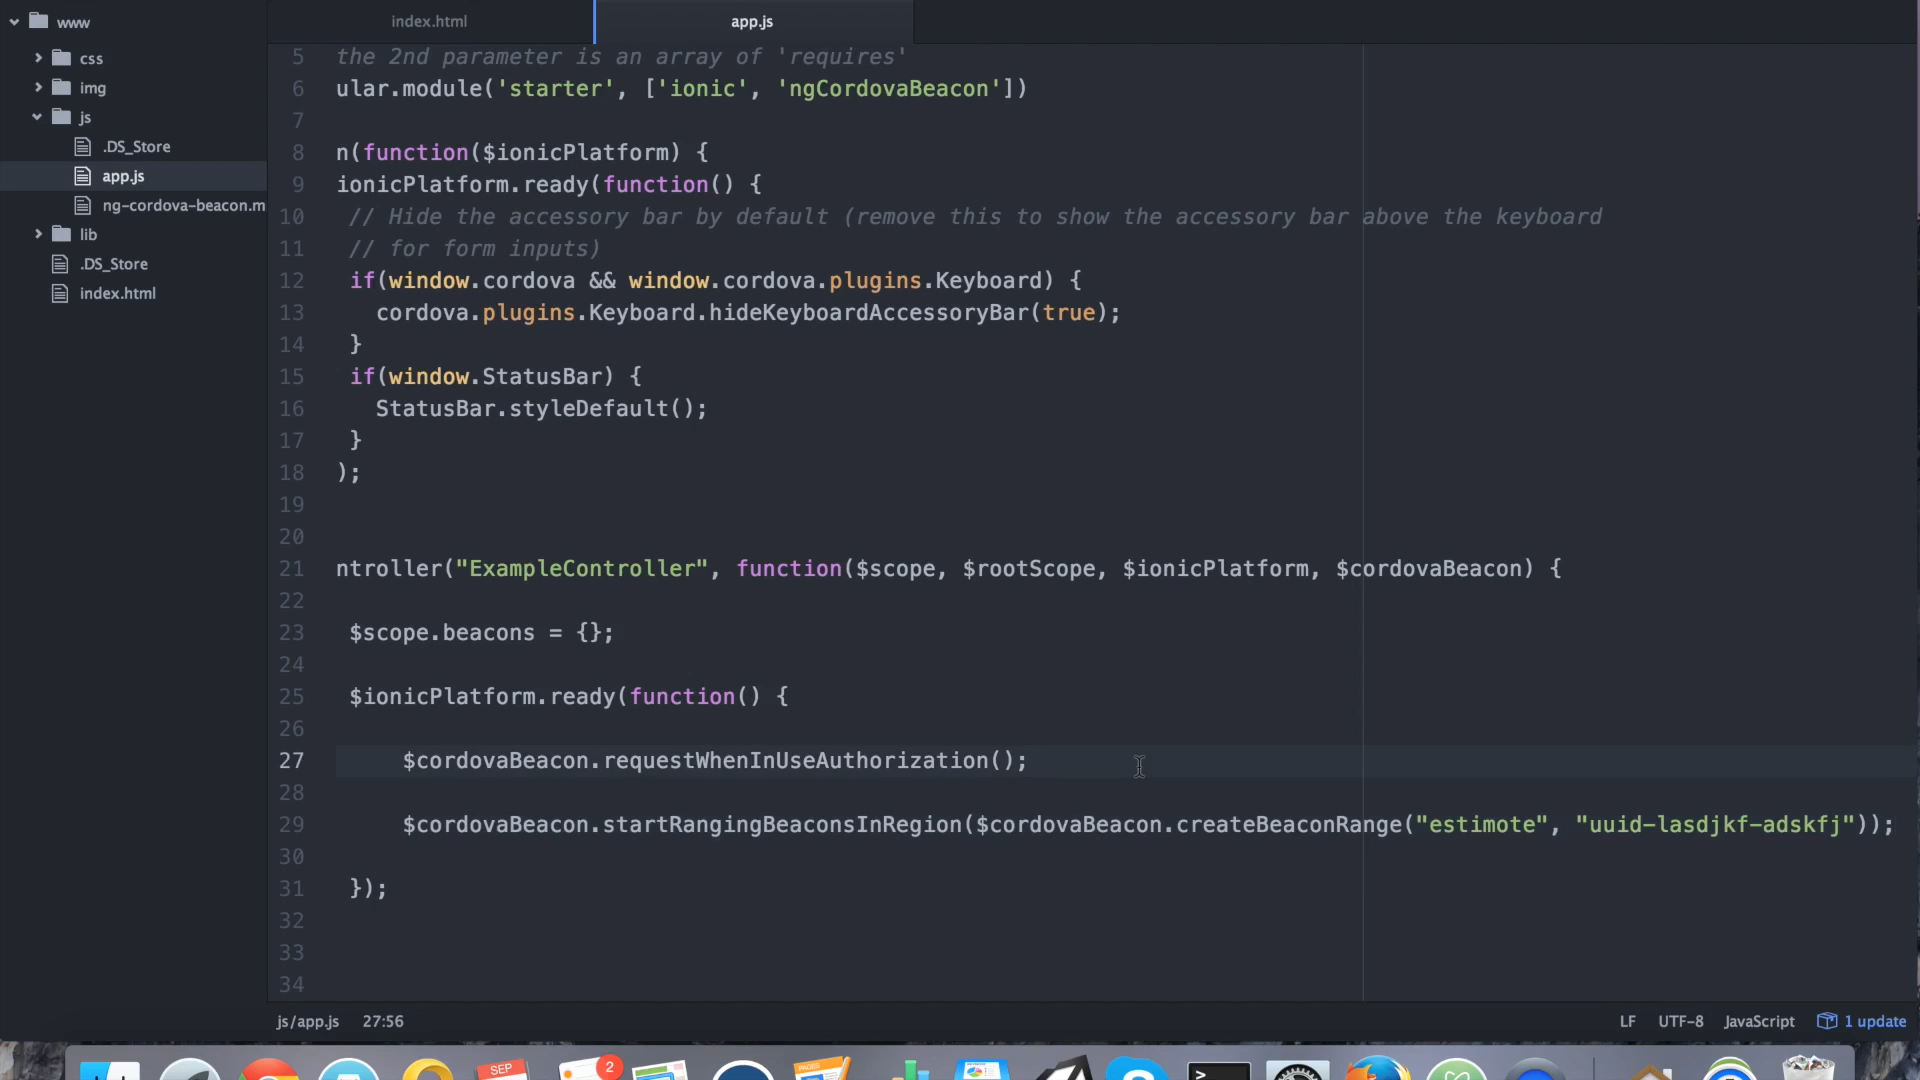 www
css
img
js
.DS_Store
app.js
ng-cordova-beacon.m
lib
.DS_Store
index.html
index.html
app.js
5 the 2nd parameter is an array of 'requires'
6 ular.module('starter', ['ionic', 'ngCordovaBeacon'])
7
8 n(function($ionicPlatform) {
9 ionicPlatform.ready(function() {
10 // Hide the accessory bar by default (remove this to show the accessory bar above the keyboard
11 // for form inputs)
12 if(window.cordova && window.cordova.plugins.Keyboard) {
13 cordova.plugins.Keyboard.hideKeyboardAccessoryBar(true);
14 }
15 if(window.StatusBar) {
16 StatusBar.styleDefault();
17 }
18 );
19
20
21 ntroller("ExampleController", function($scope, $rootScope, $ionicPlatform, $cordovaBeacon) {
22
23 $scope.beacons = {};
24
25 $ionicPlatform.ready(function() {
26
27 $cordovaBeacon.requestWhenInUseAuthorization();
28
29 $cordovaBeacon.startRangingBeaconsInRegion($cordovaBeacon.createBeaconRange("estimote", "uuid-lasdjkf-adskfj"));
30
31 });
32
33
34
js/app.js 27:56
LF UTF-8 JavaScript 1 update
SEP
2
PAGES